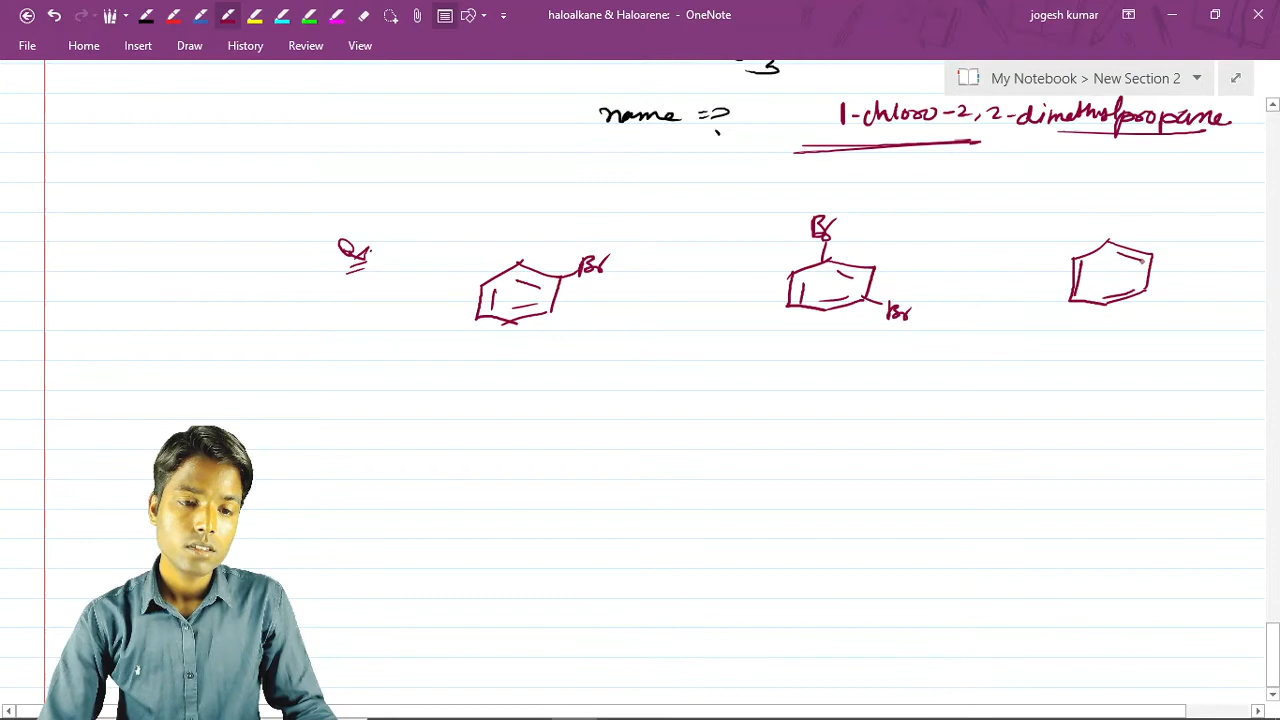 haloalkane & Haloarene: - OneNote
jogesh kumar
File Home Insert Draw History Review View
My Notebook > New Section 2
name => ?
1-chloro-2,2-dimethylpropane
Br
Br
Br